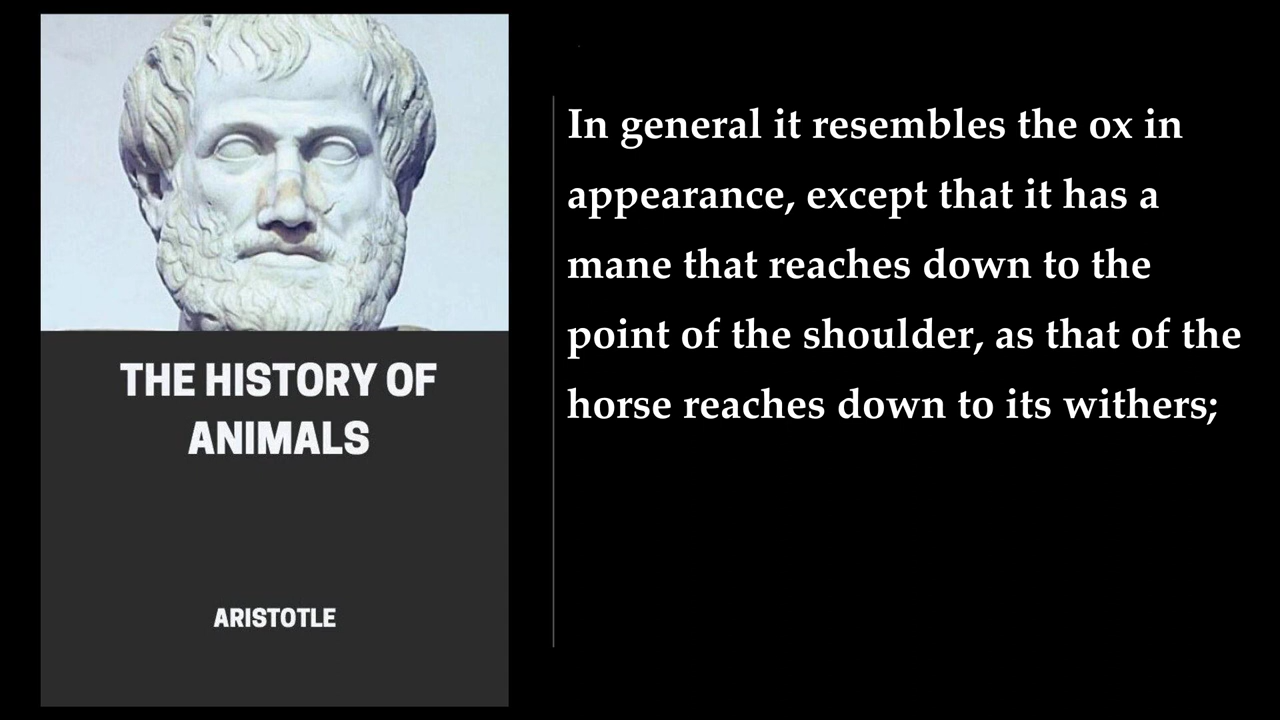 THE HISTORY OF
ANIMALS
ARISTOTLE
In general it resembles the ox in
appearance, except that it has a
mane that reaches down to the
point of the shoulder, as that of the
horse reaches down to its withers;